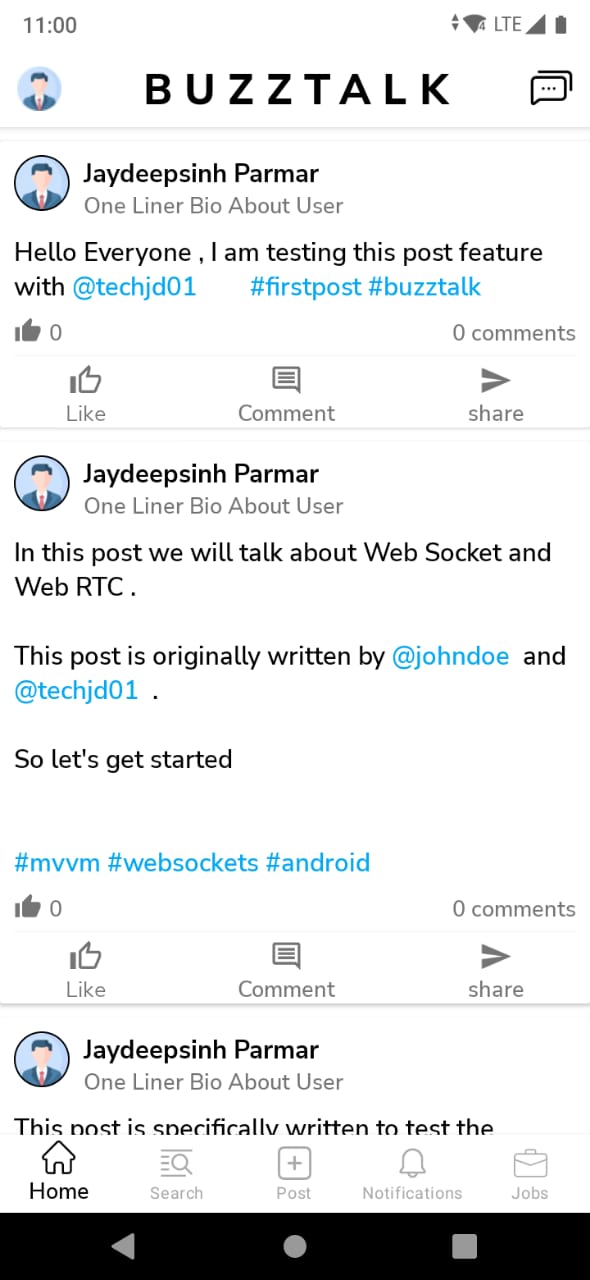 11:00 LTE
BUZZTALK
Jaydeepsinh Parmar
One Liner Bio About User
Hello Everyone , I am testing this post feature
with @techjd01 #firstpost #buzztalk
0 0 comments
Like Comment share
Jaydeepsinh Parmar
One Liner Bio About User
In this post we will talk about Web Socket and
Web RTC .
This post is originally written by @johndoe and
@techjd01 .
So let's get started
#mvvm #websockets #android
0 0 comments
Like Comment share
Jaydeepsinh Parmar
One Liner Bio About User
This post is specifically written to test the
Home Search Post Notifications Jobs